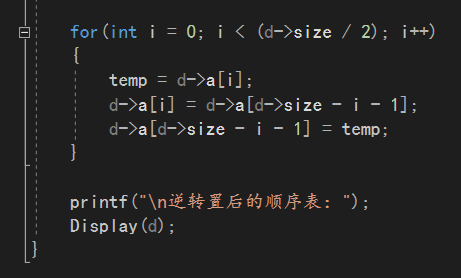 for(int i = 0; i < (d->size / 2); i++)
{
temp = d->a[i];
d->a[i] = d->a[d->size - i - 1];
d->a[d->size - i - 1] = temp;
}
printf("\n逆转置后的顺序表：");
Display(d);
}